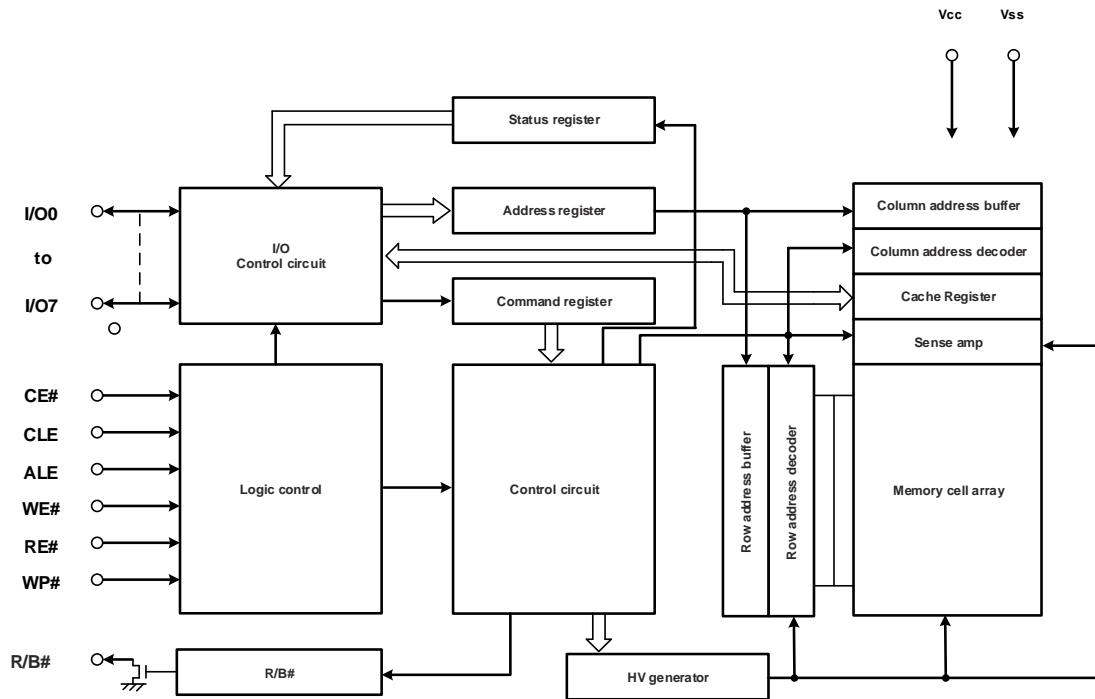 Vcc Vss
Status register
I/O0
to
I/O7
I/O
Control circuit
Address register
Command register
Column address buffer
Column address decoder
Cache Register
Sense amp
CE#
CLE
ALE
WE#
RE#
WP#
Logic control
Control circuit
Row address buffer
Row address decoder
Memory cell array
R/B#
R/B#
HV generator